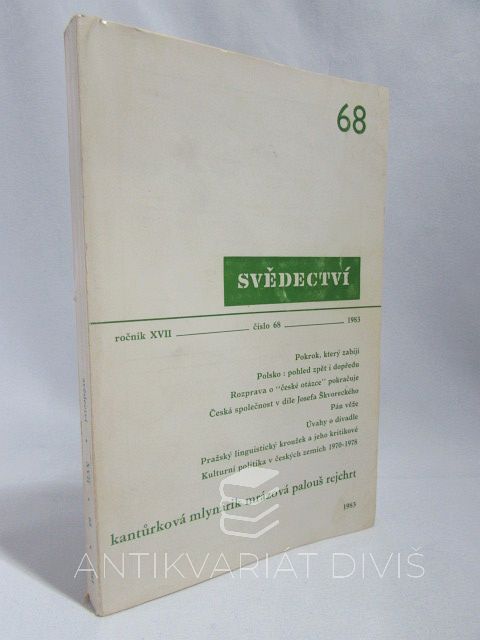 68
SVĚDECTVÍ
ročník XVII číslo 68 1983
Pokrok, který zabíjí
Polsko : pohled zpět i dopředu
Rozprava o "české otázce" pokračuje
Česká společnost v díle Josefa Škvoreckého
Pán věže
Úvahy o divadle
Pražský linguistický kroužek a jeho kritikové
Kulturní politika v českých zemích 1970-1978
kantůrková mlynárik mrázová palouš rejchrt
1983
ANTIKVARIÁT DIVIŠ